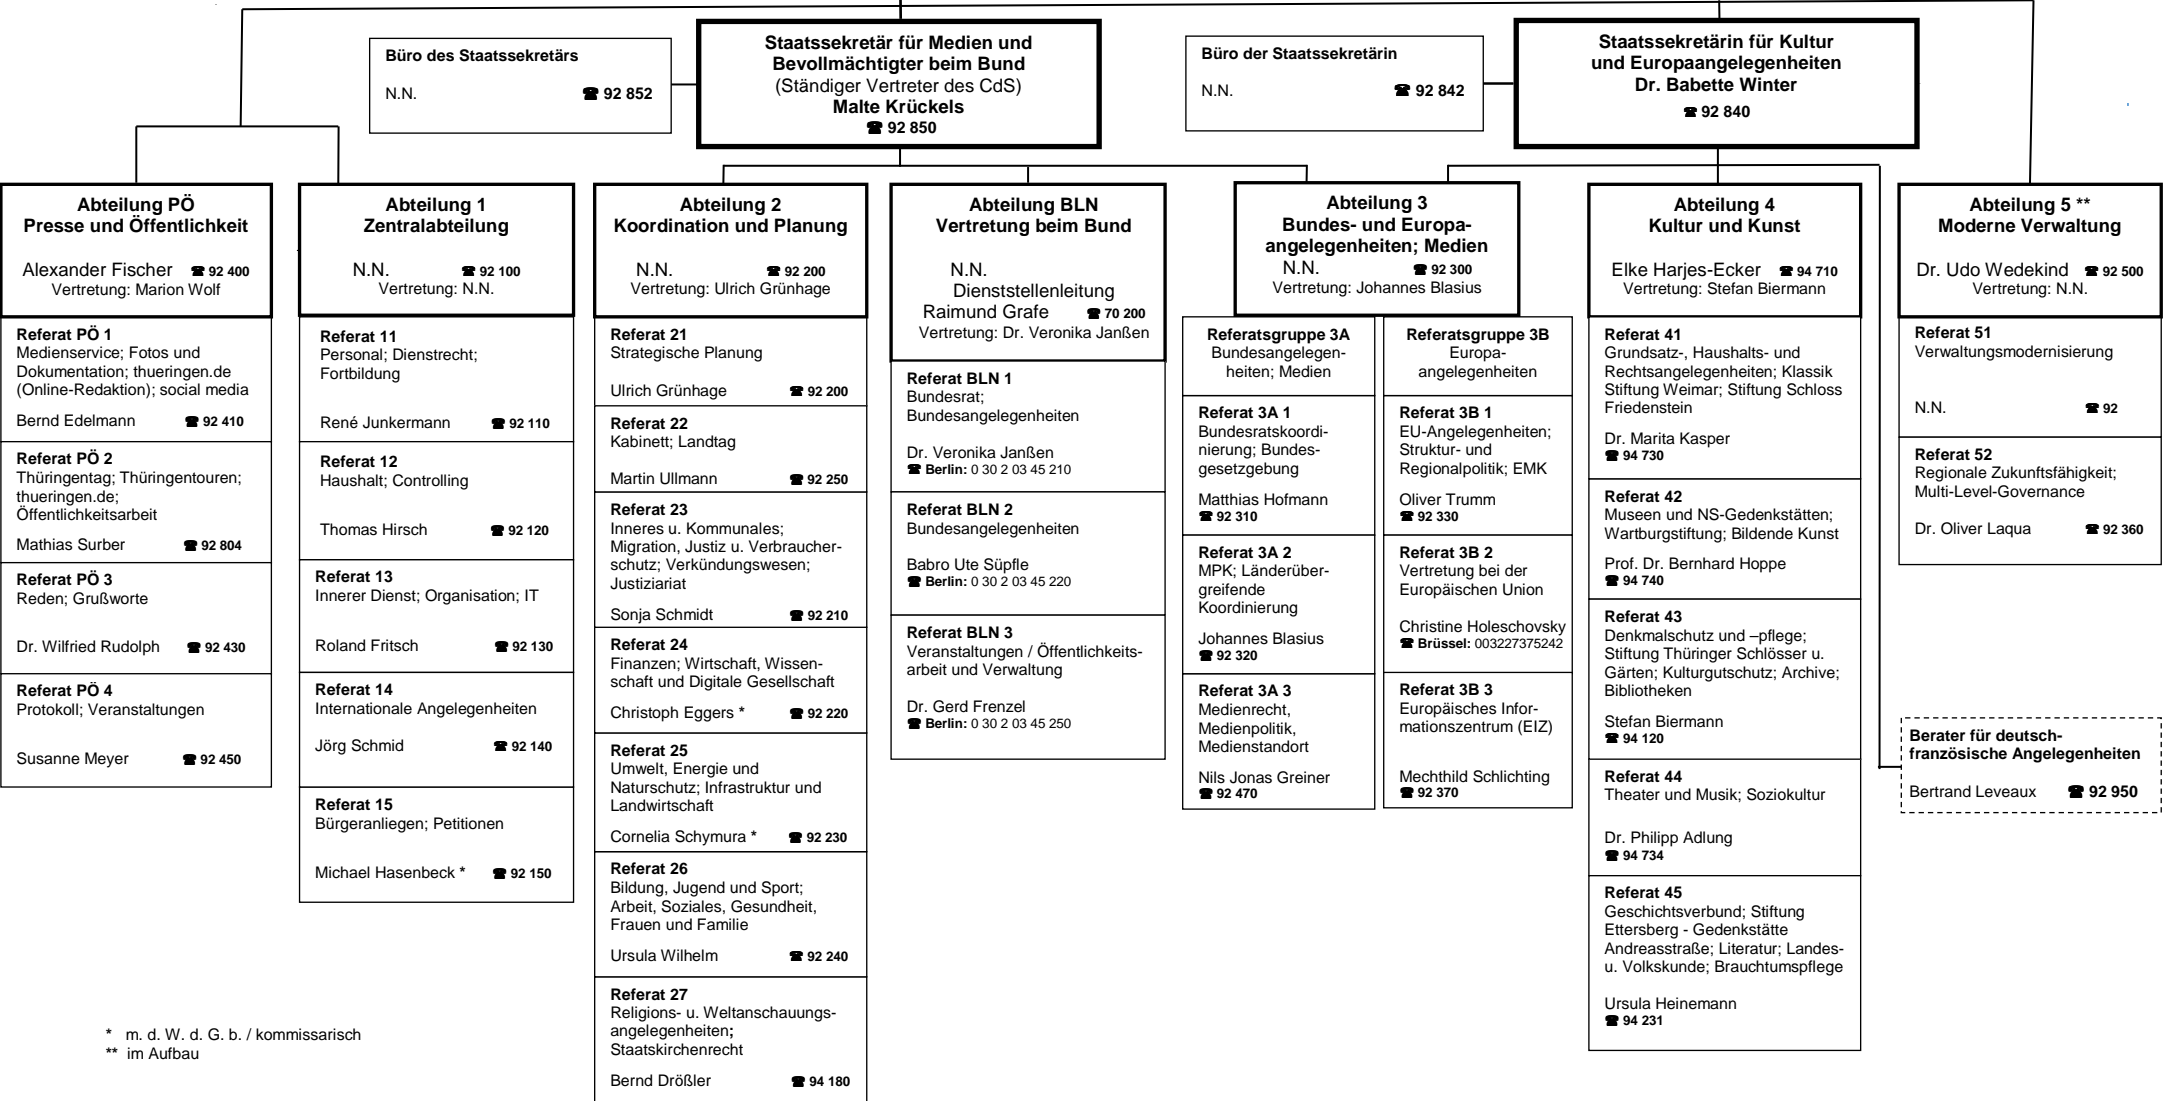 Büro des Staatssekretärs
N.N. ☎ 92 852
Staatssekretär für Medien und
Bevollmächtigter beim Bund
(Ständiger Vertreter des CdS)
Malte Krückels
☎ 92 850
Büro der Staatssekretärin
N.N. ☎ 92 842
Staatssekretärin für Kultur
und Europaangelegenheiten
Dr. Babette Winter
☎ 92 840
Abteilung PÖ
Presse und Öffentlichkeit
Alexander Fischer ☎ 92 400
Vertretung: Marion Wolf
Referat PÖ 1
Medienservice; Fotos und
Dokumentation; thueringen.de
(Online-Redaktion); social media
Bernd Edelmann ☎ 92 410
Referat PÖ 2
Thüringentag; Thüringentouren;
thueringen.de;
Öffentlichkeitsarbeit
Mathias Surber ☎ 92 804
Referat PÖ 3
Reden; Grußworte
Dr. Wilfried Rudolph ☎ 92 430
Referat PÖ 4
Protokoll; Veranstaltungen
Susanne Meyer ☎ 92 450
Abteilung 1
Zentralabteilung
N.N. ☎ 92 100
Vertretung: N.N.
Referat 11
Personal; Dienstrecht;
Fortbildung
René Junkermann ☎ 92 110
Referat 12
Haushalt; Controlling
Thomas Hirsch ☎ 92 120
Referat 13
Innerer Dienst; Organisation; IT
Roland Fritsch ☎ 92 130
Referat 14
Internationale Angelegenheiten
Jörg Schmid ☎ 92 140
Referat 15
Bürgeranliegen; Petitionen
Michael Hasenbeck * ☎ 92 150
Abteilung 2
Koordination und Planung
N.N. ☎ 92 200
Vertretung: Ulrich Grünhage
Referat 21
Strategische Planung
Ulrich Grünhage ☎ 92 200
Referat 22
Kabinett; Landtag
Martin Ullmann ☎ 92 250
Referat 23
Inneres u. Kommunales;
Migration, Justiz u. Verbraucher-
schutz; Verkündungswesen;
Justiziariat
Sonja Schmidt ☎ 92 210
Referat 24
Finanzen; Wirtschaft, Wissen-
schaft und Digitale Gesellschaft
Christoph Eggers * ☎ 92 220
Referat 25
Umwelt, Energie und
Naturschutz; Infrastruktur und
Landwirtschaft
Cornelia Schymura * ☎ 92 230
Referat 26
Bildung, Jugend und Sport;
Arbeit, Soziales, Gesundheit,
Frauen und Familie
Ursula Wilhelm ☎ 92 240
Referat 27
Religions- u. Weltanschauungs-
angelegenheiten;
Staatskirchenrecht
Bernd Drößler ☎ 94 180
Abteilung BLN
Vertretung beim Bund
N.N.
Dienststellenleitung
Raimund Grafe ☎ 70 200
Vertretung: Dr. Veronika Janßen
Referat BLN 1
Bundesrat;
Bundesangelegenheiten
Dr. Veronika Janßen
☎ Berlin: 0 30 2 03 45 210
Referat BLN 2
Bundesangelegenheiten
Babro Ute Süpfle
☎ Berlin: 0 30 2 03 45 220
Referat BLN 3
Veranstaltungen / Öffentlichkeits-
arbeit und Verwaltung
Dr. Gerd Frenzel
☎ Berlin: 0 30 2 03 45 250
Abteilung 3
Bundes- und Europa-
angelegenheiten; Medien
N.N. ☎ 92 300
Vertretung: Johannes Blasius
Referatsgruppe 3A
Bundesangelegen-
heiten; Medien
Referat 3A 1
Bundesratskoordi-
nierung; Bundes-
gesetzgebung
Matthias Hofmann
☎ 92 310
Referat 3A 2
MPK; Länderüber-
greifende
Koordinierung
Johannes Blasius
☎ 92 320
Referat 3A 3
Medienrecht,
Medienpolitik,
Medienstandort
Nils Jonas Greiner
☎ 92 470
Referatsgruppe 3B
Europa-
angelegenheiten
Referat 3B 1
EU-Angelegenheiten;
Struktur- und
Regionalpolitik; EMK
Oliver Trumm
☎ 92 330
Referat 3B 2
Vertretung bei der
Europäischen Union
Christine Holeschovsky
☎ Brüssel: 003227375242
Referat 3B 3
Europäisches Infor-
mationszentrum (EIZ)
Mechthild Schlichting
☎ 92 370
Abteilung 4
Kultur und Kunst
Elke Harjes-Ecker ☎ 94 710
Vertretung: Stefan Biermann
Referat 41
Grundsatz-, Haushalts- und
Rechtsangelegenheiten; Klassik
Stiftung Weimar; Stiftung Schloss
Friedenstein
Dr. Marita Kasper
☎ 94 730
Referat 42
Museen und NS-Gedenkstätten;
Wartburgstiftung; Bildende Kunst
Prof. Dr. Bernhard Hoppe
☎ 94 740
Referat 43
Denkmalschutz und –pflege;
Stiftung Thüringer Schlösser u.
Gärten; Kulturgutschutz; Archive;
Bibliotheken
Stefan Biermann
☎ 94 120
Referat 44
Theater und Musik; Soziokultur
Dr. Philipp Adlung
☎ 94 734
Referat 45
Geschichtsverbund; Stiftung
Ettersberg - Gedenkstätte
Andreasstraße; Literatur; Landes-
u. Volkskunde; Brauchtumspflege
Ursula Heinemann
☎ 94 231
Abteilung 5 **
Moderne Verwaltung
Dr. Udo Wedekind ☎ 92 500
Vertretung: N.N.
Referat 51
Verwaltungsmodernisierung
N.N. ☎ 92
Referat 52
Regionale Zukunftsfähigkeit;
Multi-Level-Governance
Dr. Oliver Laqua ☎ 92 360
Berater für deutsch-
französische Angelegenheiten
Bertrand Leveaux ☎ 92 950
* m. d. W. d. G. b. / kommissarisch
** im Aufbau